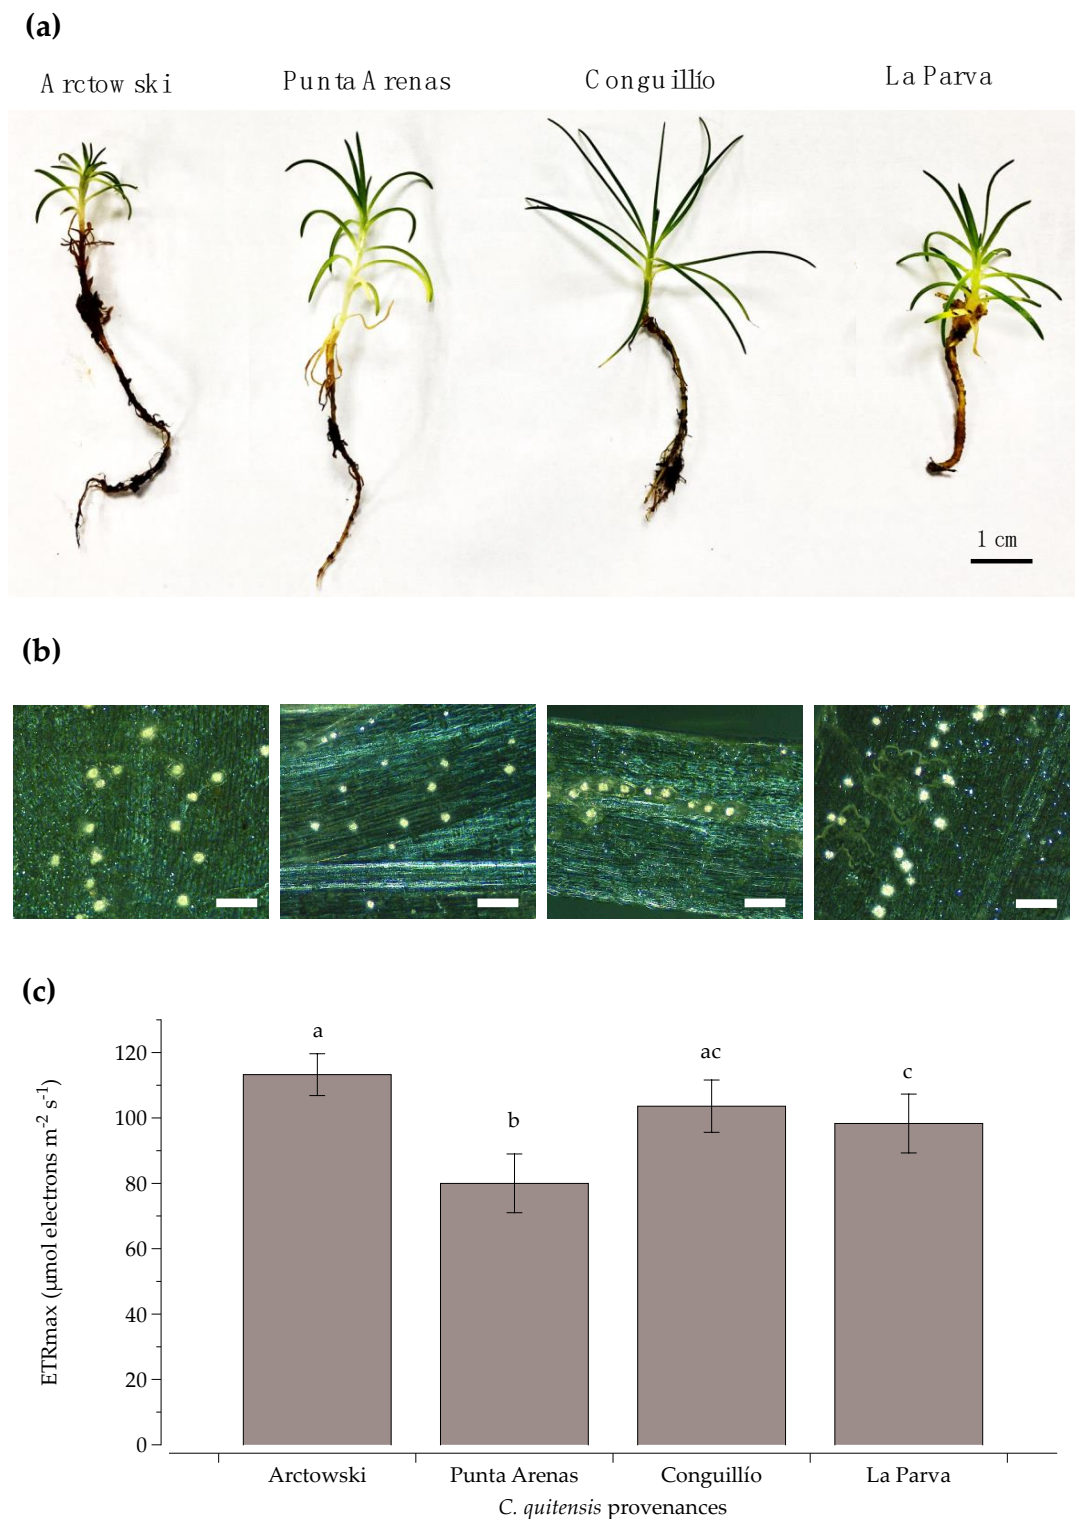 (a)
Arctowski Punta Arenas Conguillío La Parva
1 cm
(b)
(c)
ETRmax (μmol electrons m⁻² s⁻¹)
120
100
80
60
40
20
0
a
b
ac
c
Arctowski Punta Arenas Conguillío La Parva
C. quitensis provenances